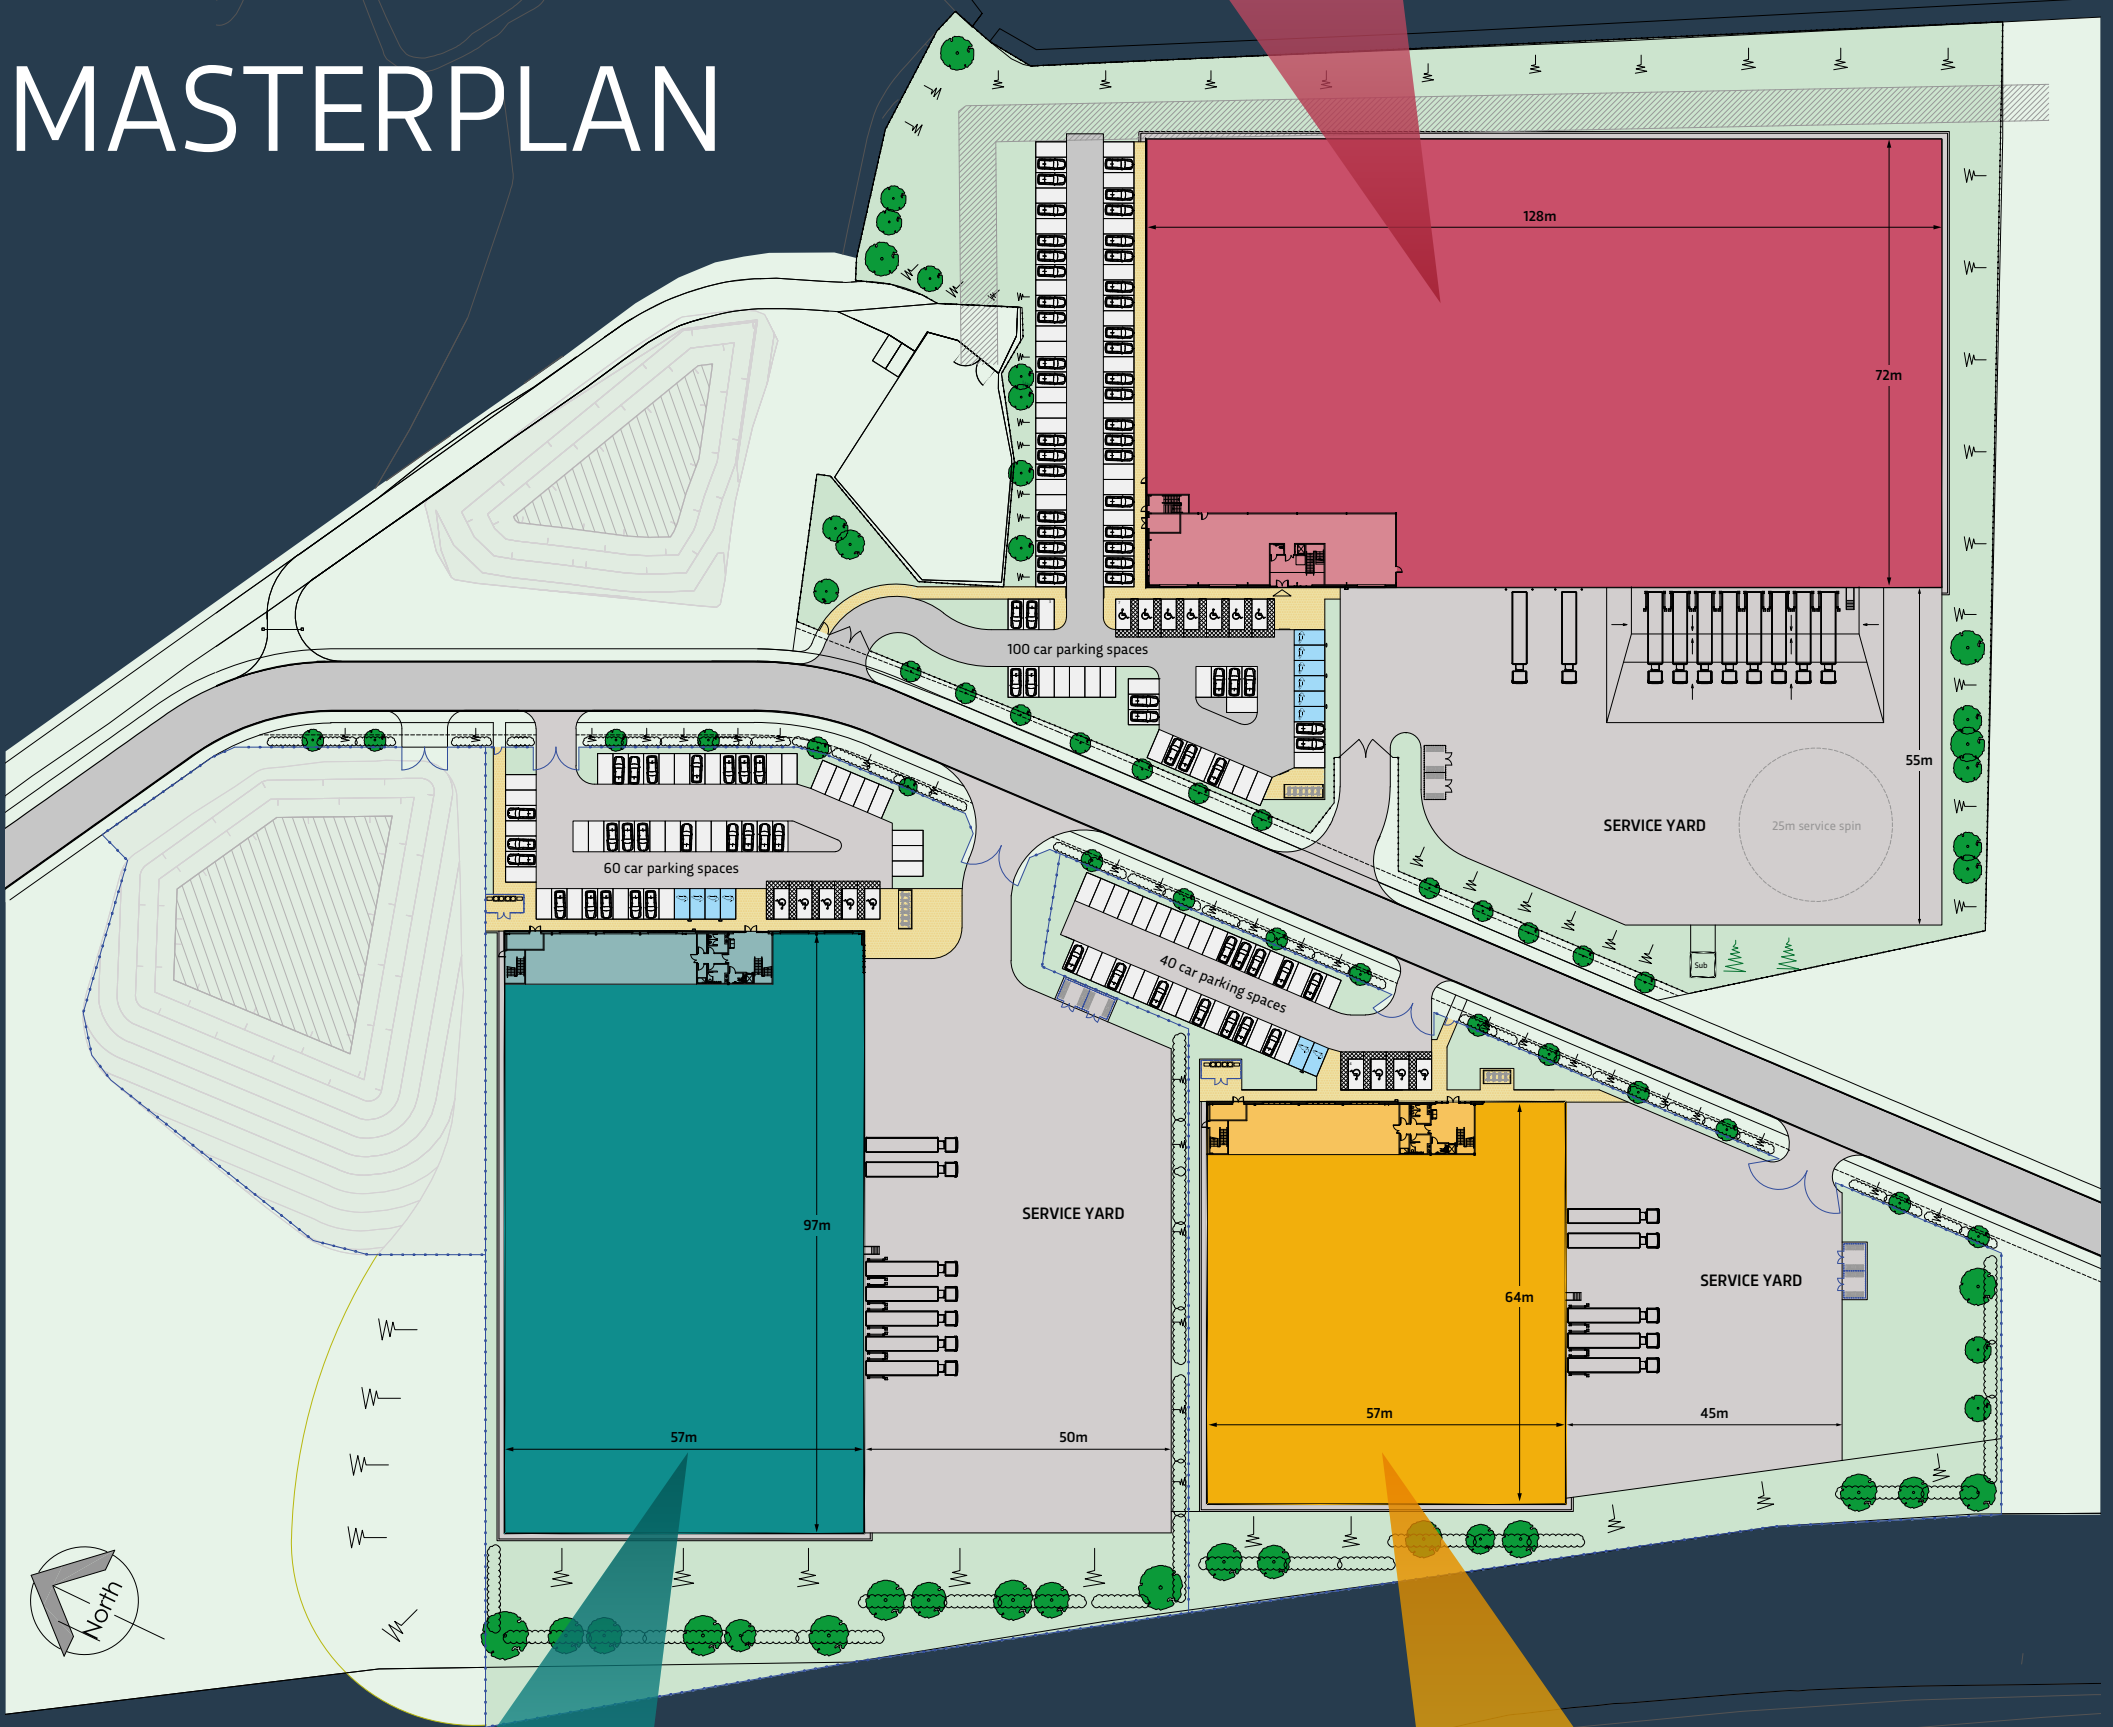 MASTERPLAN
128m
72m
100 car parking spaces
55m
SERVICE YARD
25m service spin
60 car parking spaces
40 car parking spaces
Sub
97m
SERVICE YARD
SERVICE YARD
64m
57m
45m
57m
50m
North